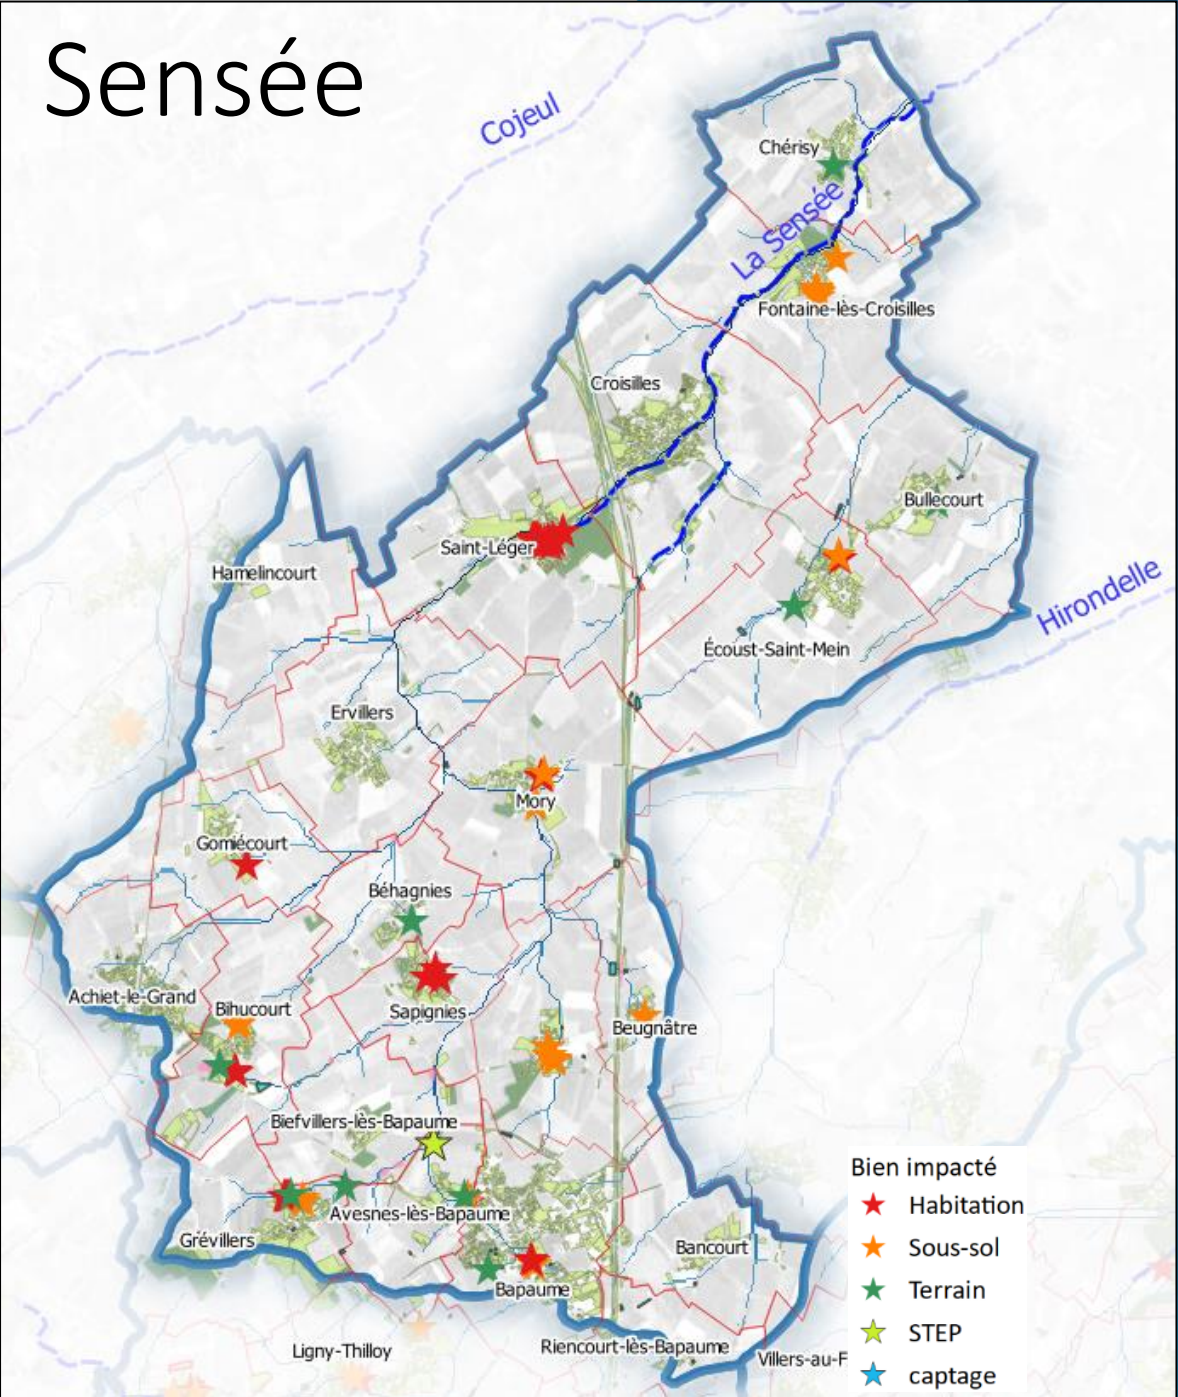 Sensée
Cojeul
Chérisy
La Sensée
Fontaine-lès-Croisilles
Croisilles
Bullecourt
Saint-Léger
Hamelincourt
Hirondelle
Écoust-Saint-Mein
Ervillers
Mory
Gomiécourt
Béhagnies
Achiet-le-Grand
Bihucourt
Sapignies
Beugnâtre
Biefvillers-lès-Bapaume
Avesnes-lès-Bapaume
Grévillers
Bancourt
Bapaume
Riencourt-lès-Bapaume
Ligny-Thilloy
Villers-au-F
Bien impacté
Habitation
Sous-sol
Terrain
STEP
captage